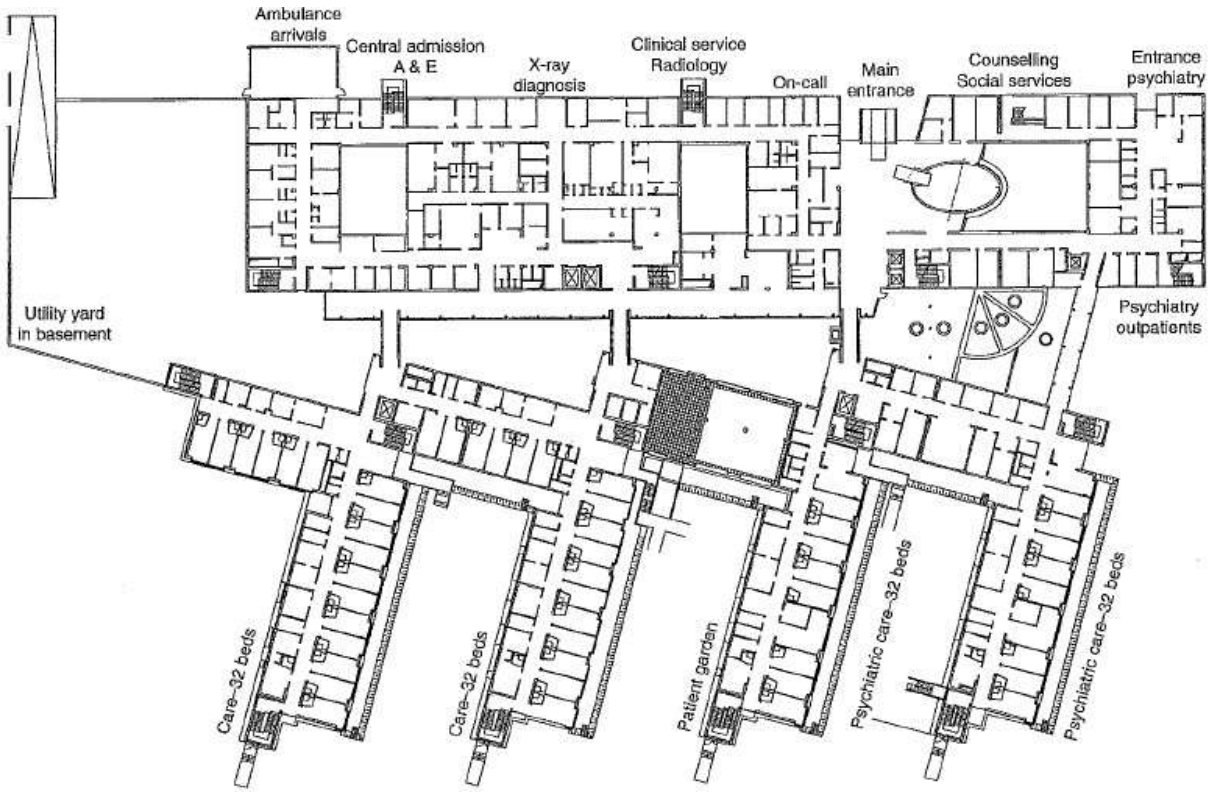 Ambulance
arrivals
Central admission
A & E
X-ray
diagnosis
Clinical service
Radiology
On-call
Main
entrance
Counselling
Social services
Entrance
psychiatry
Utility yard
in basement
Psychiatry
outpatients
Care–32 beds
Care–32 beds
Patient garden
Psychiatric care–32 beds
Psychiatric care–32 beds